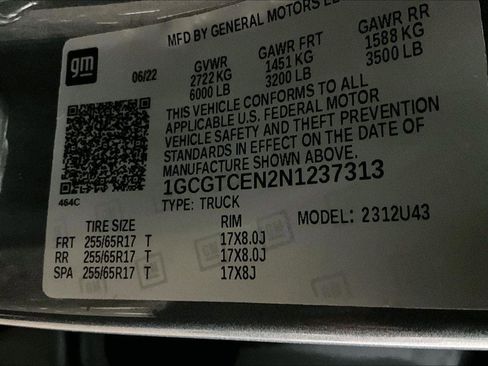 MFD BY GENERAL MOTORS LL
gm
06/22
GVWR
2722 KG
6000 LB
GAWR FRT
1451 KG
3200 LB
GAWR RR
1588 KG
3500 LB
THIS VEHICLE CONFORMS TO ALL
APPLICABLE U.S. FEDERAL MOTOR
VEHICLE SAFETY AND THEFT PREVENTION
STANDARDS IN EFFECT ON THE DATE OF
MANUFACTURE SHOWN ABOVE.
464C
1GCGTCEN2N1237313
TYPE: TRUCK
MODEL: 2312U43
TIRE SIZE RIM
FRT 255/65R17 T 17X8.0J
RR 255/65R17 T 17X8.0J
SPA 255/65R17 T 17X8J